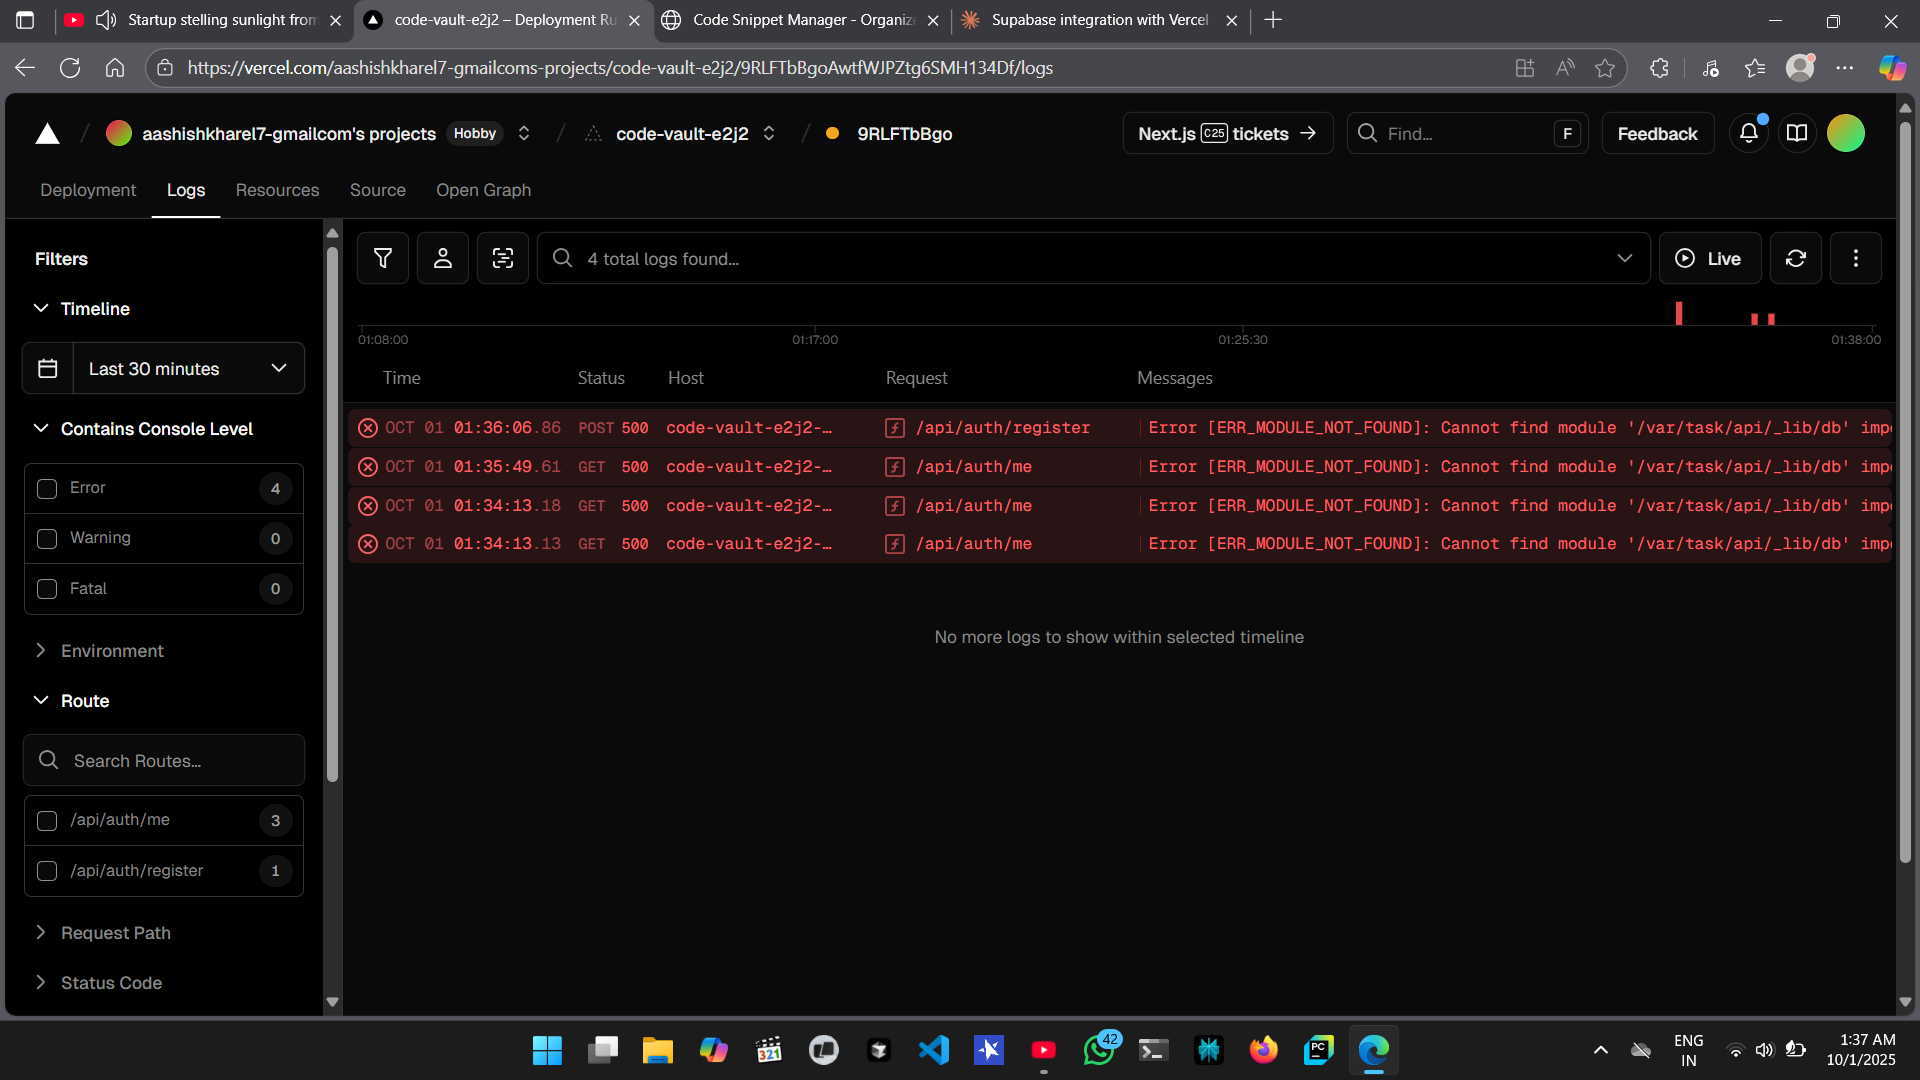 Startup stelling sunlight from
code-vault-e2j2 – Deployment Ru
Code Snippet Manager - Organize
Supabase integration with Vercel
https://vercel.com/aashishkharel7-gmailcoms-projects/code-vault-e2j2/9RLFTbBgoAwtfWJPZtg6SMH134Df/logs
aashishkharel7-gmailcom's projects Hobby code-vault-e2j2 9RLFTbBgo Next.js C25 tickets Find... F Feedback
Deployment Logs Resources Source Open Graph
Filters
Timeline
Last 30 minutes
Contains Console Level
Error 4
Warning 0
Fatal 0
Environment
Route
Search Routes...
/api/auth/me 3
/api/auth/register 1
Request Path
Status Code
4 total logs found... Live
01:08:00 01:17:00 01:25:30 01:38:00
Time Status Host Request Messages
OCT 01 01:36:06.86 POST 500 code-vault-e2j2-… /api/auth/register Error [ERR_MODULE_NOT_FOUND]: Cannot find module '/var/task/api/_lib/db' impo
OCT 01 01:35:49.61 GET 500 code-vault-e2j2-… /api/auth/me Error [ERR_MODULE_NOT_FOUND]: Cannot find module '/var/task/api/_lib/db' impo
OCT 01 01:34:13.18 GET 500 code-vault-e2j2-… /api/auth/me Error [ERR_MODULE_NOT_FOUND]: Cannot find module '/var/task/api/_lib/db' impo
OCT 01 01:34:13.13 GET 500 code-vault-e2j2-… /api/auth/me Error [ERR_MODULE_NOT_FOUND]: Cannot find module '/var/task/api/_lib/db' impo
No more logs to show within selected timeline
321
42
PC
ENG
IN
1:37 AM
10/1/2025